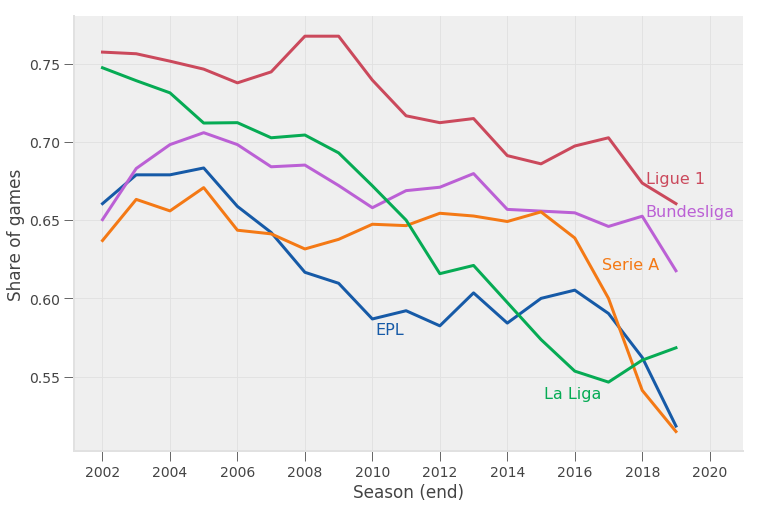 0.75
0.70
0.65
0.60
0.55
Share of games
Ligue 1
Bundesliga
Serie A
EPL
La Liga
2002 2004 2006 2008 2010 2012 2014 2016 2018 2020
Season (end)